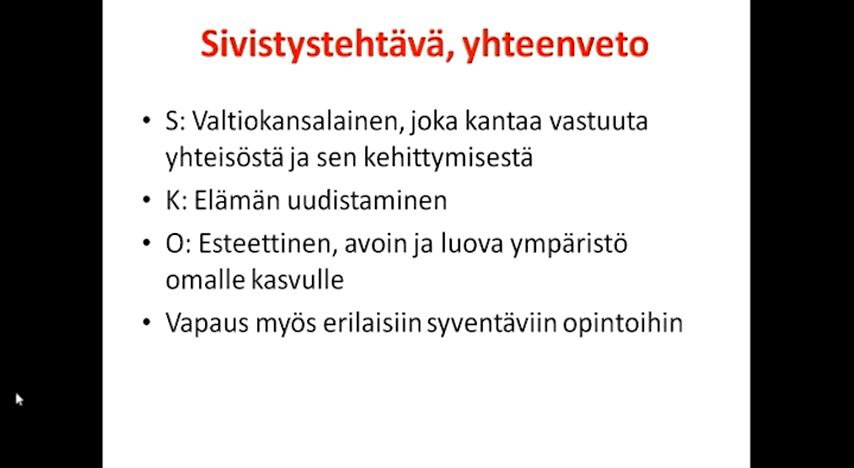 Sivistystehtävä, yhteenveto
• S: Valtiokansalainen, joka kantaa vastuuta
yhteisöstä ja sen kehittymisestä
• K: Elämän uudistaminen
• O: Esteettinen, avoin ja luova ympäristö
omalle kasvulle
• Vapaus myös erilaisiin syventäviin opintoihin